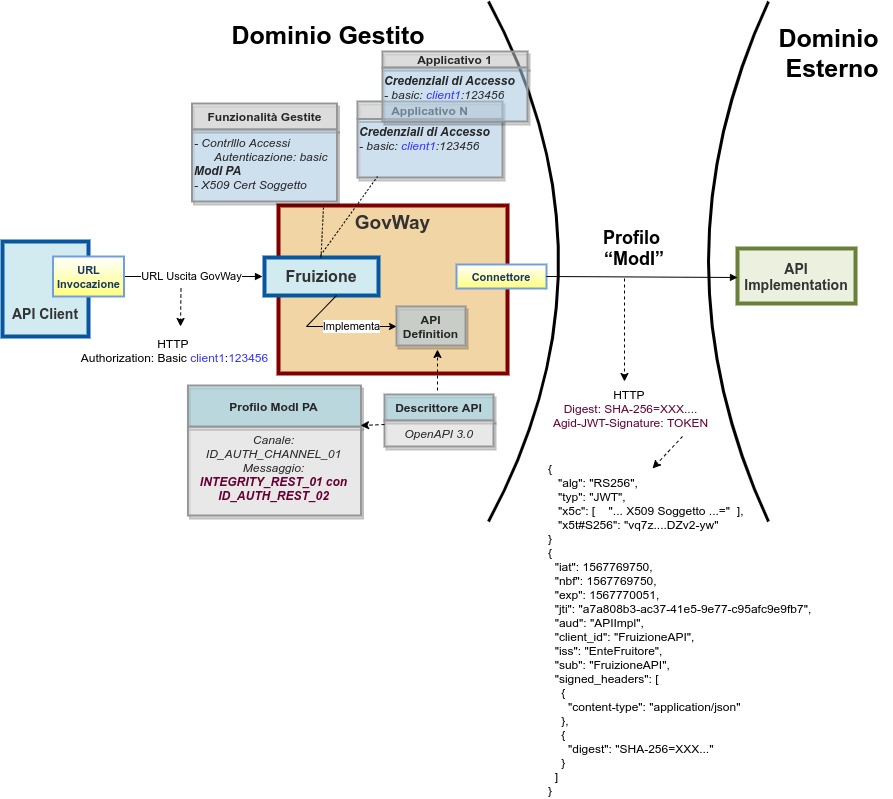 Dominio Gestito
Dominio
Esterno
Applicativo 1
Credenziali di Accesso
- basic: client1:123456
Applicativo N
Credenziali di Accesso
- basic: client1:123456
Funzionalità Gestite
- Contrlllo Accessi
Autenticazione: basic
ModI PA
- X509 Cert Soggetto
GovWay
Profilo
“ModI”
URL
Invocazione
API Client
URL Uscita GovWay
Fruizione
Connettore
API
Implementation
Implementa
API
Definition
HTTP
Authorization: Basic client1:123456
Profilo ModI PA
Canale:
ID_AUTH_CHANNEL_01
Messaggio:
INTEGRITY_REST_01 con
ID_AUTH_REST_02
Descrittore API
OpenAPI 3.0
HTTP
Digest: SHA-256=XXX....
Agid-JWT-Signature: TOKEN
{
"alg": "RS256",
"typ": "JWT",
"x5c": [ "... X509 Soggetto ...=" ],
"x5t#S256": "vq7z....DZv2-yw"
}
{
"iat": 1567769750,
"nbf": 1567769750,
"exp": 1567770051,
"jti": "a7a808b3-ac37-41e5-9e77-c95afc9e9fb7",
"aud": "APIImpl",
"client_id": "FruizioneAPI",
"iss": "EnteFruitore",
"sub": "FruizioneAPI",
"signed_headers": [
{
"content-type": "application/json"
},
{
"digest": "SHA-256=XXX..."
}
]
}